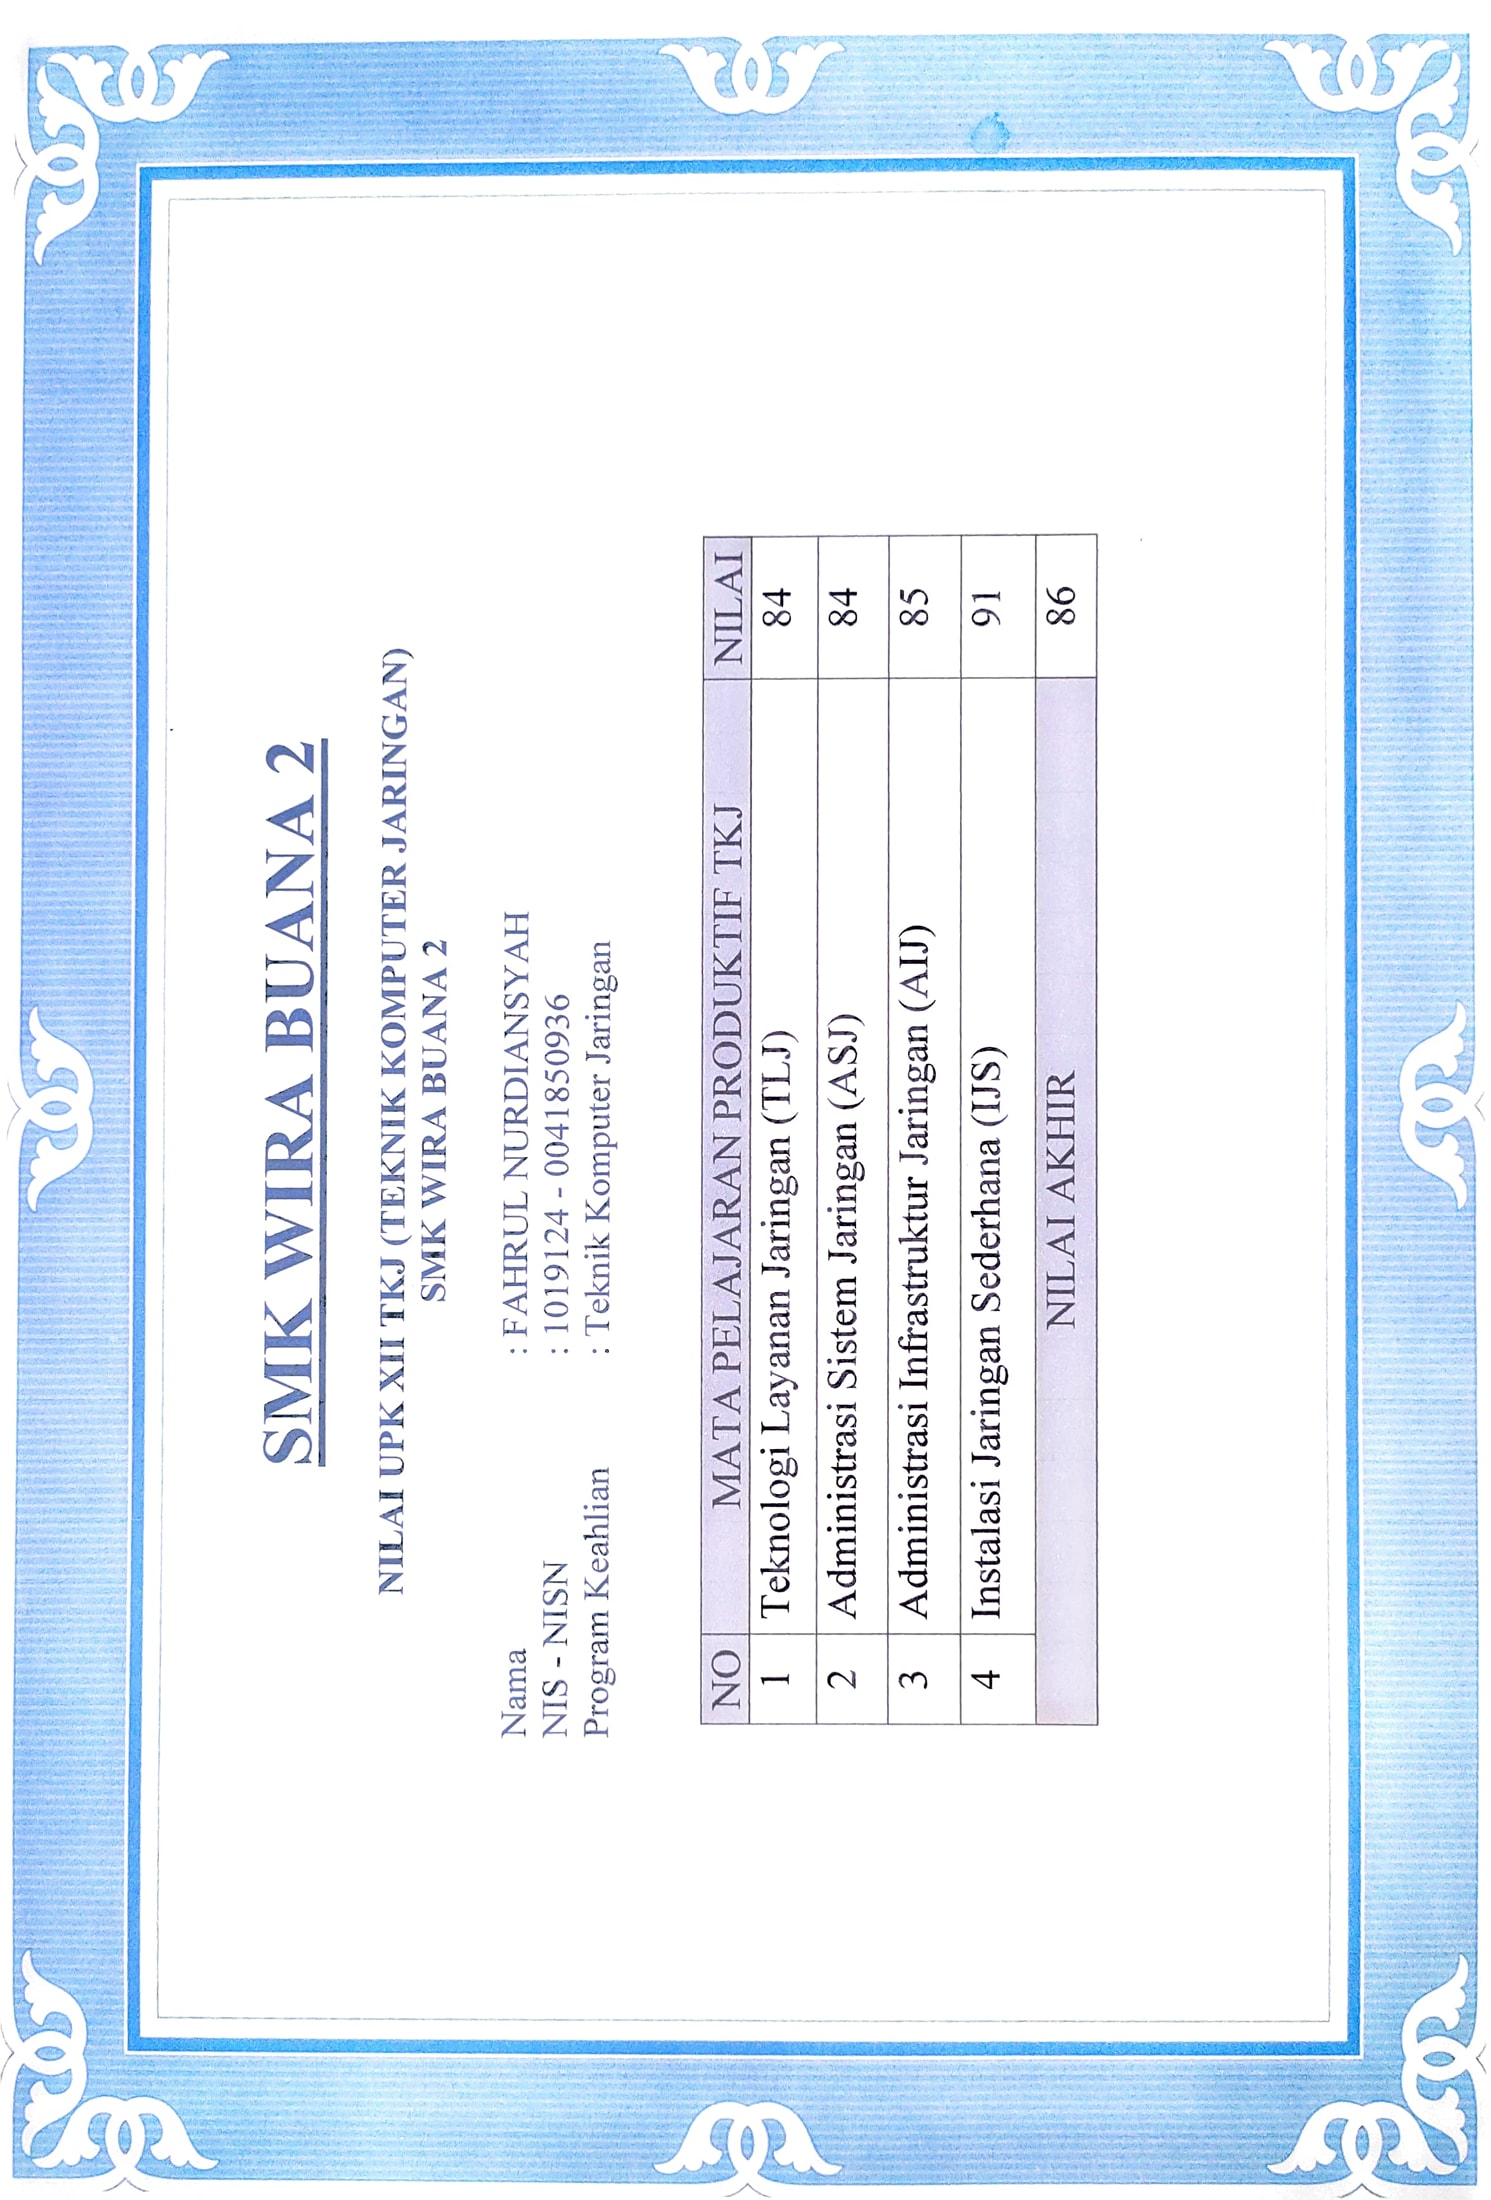 SMK WIRA BUANA 2
NILAI UPK XII TKJ (TEKNIK KOMPUTER JARINGAN)
SMK WIRA BUANA 2
Nama : FAHRUL NURDIANSYAH
NIS - NISN : 1019124 - 0041850936
Program Keahlian : Teknik Komputer Jaringan
NO MATA PELAJARAN PRODUKTIF TKJ NILAI
1 Teknologi Layanan Jaringan (TLJ) 84
2 Administrasi Sistem Jaringan (ASJ) 84
3 Administrasi Infrastruktur Jaringan (AIJ) 85
4 Instalasi Jaringan Sederhana (IJS) 91
NILAI AKHIR 86